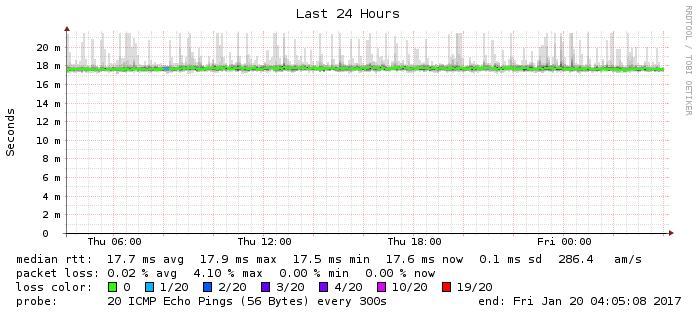 Last 24 Hours
RRDTOOL / TOBI OETIKER
Seconds
20 m
18 m
16 m
14 m
12 m
10 m
8 m
6 m
4 m
2 m
0
Thu 06:00 Thu 12:00 Thu 18:00 Fri 00:00
median rtt: 17.7 ms avg 17.9 ms max 17.5 ms min 17.6 ms now 0.1 ms sd 286.4 am/s
packet loss: 0.02 % avg 4.10 % max 0.00 % min 0.00 % now
loss color: 0 1/20 2/20 3/20 4/20 10/20 19/20
probe: 20 ICMP Echo Pings (56 Bytes) every 300s end: Fri Jan 20 04:05:08 2017